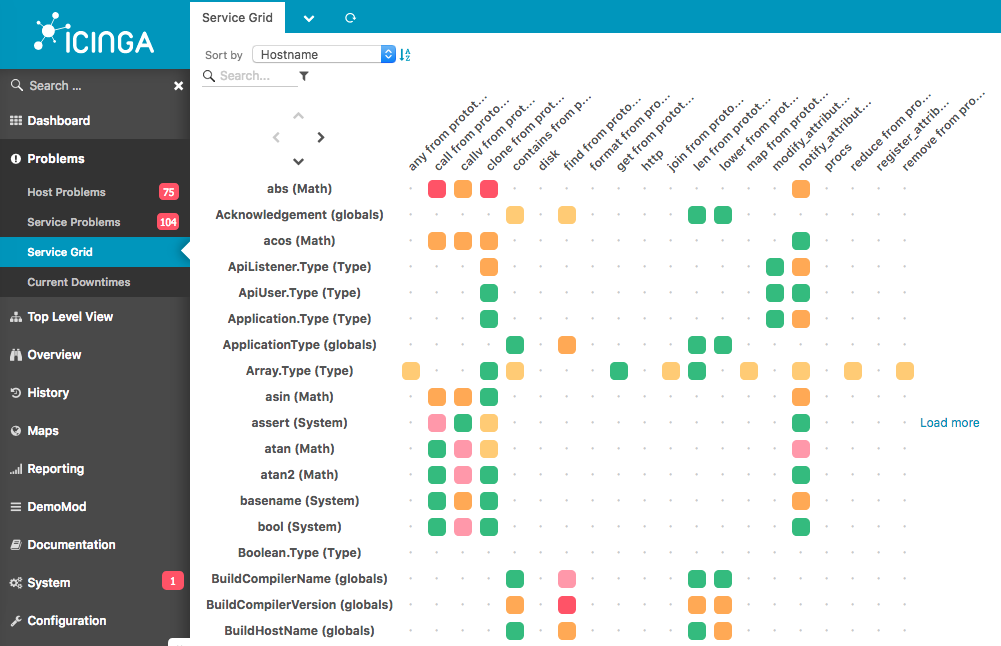 ICINGA
Search ...
Dashboard
Problems
Host Problems 75
Service Problems 104
Service Grid
Current Downtimes
Top Level View
Overview
History
Maps
Reporting
DemoMod
Documentation
System 1
Configuration
Service Grid
Sort by Hostname
Search...
any from protot...
call from proto...
callv from prot...
clone from prot...
contains from p...
disk
find from proto...
format from pro...
get from protot...
http
join from proto...
len from protot...
lower from prot...
map from protot...
modify_attribut...
notify_attribut...
procs
reduce from pro...
register_attrib...
remove from pro...
abs (Math)
Acknowledgement (globals)
acos (Math)
ApiListener.Type (Type)
ApiUser.Type (Type)
Application.Type (Type)
ApplicationType (globals)
Array.Type (Type)
asin (Math)
assert (System)
Load more
atan (Math)
atan2 (Math)
basename (System)
bool (System)
Boolean.Type (Type)
BuildCompilerName (globals)
BuildCompilerVersion (globals)
BuildHostName (globals)